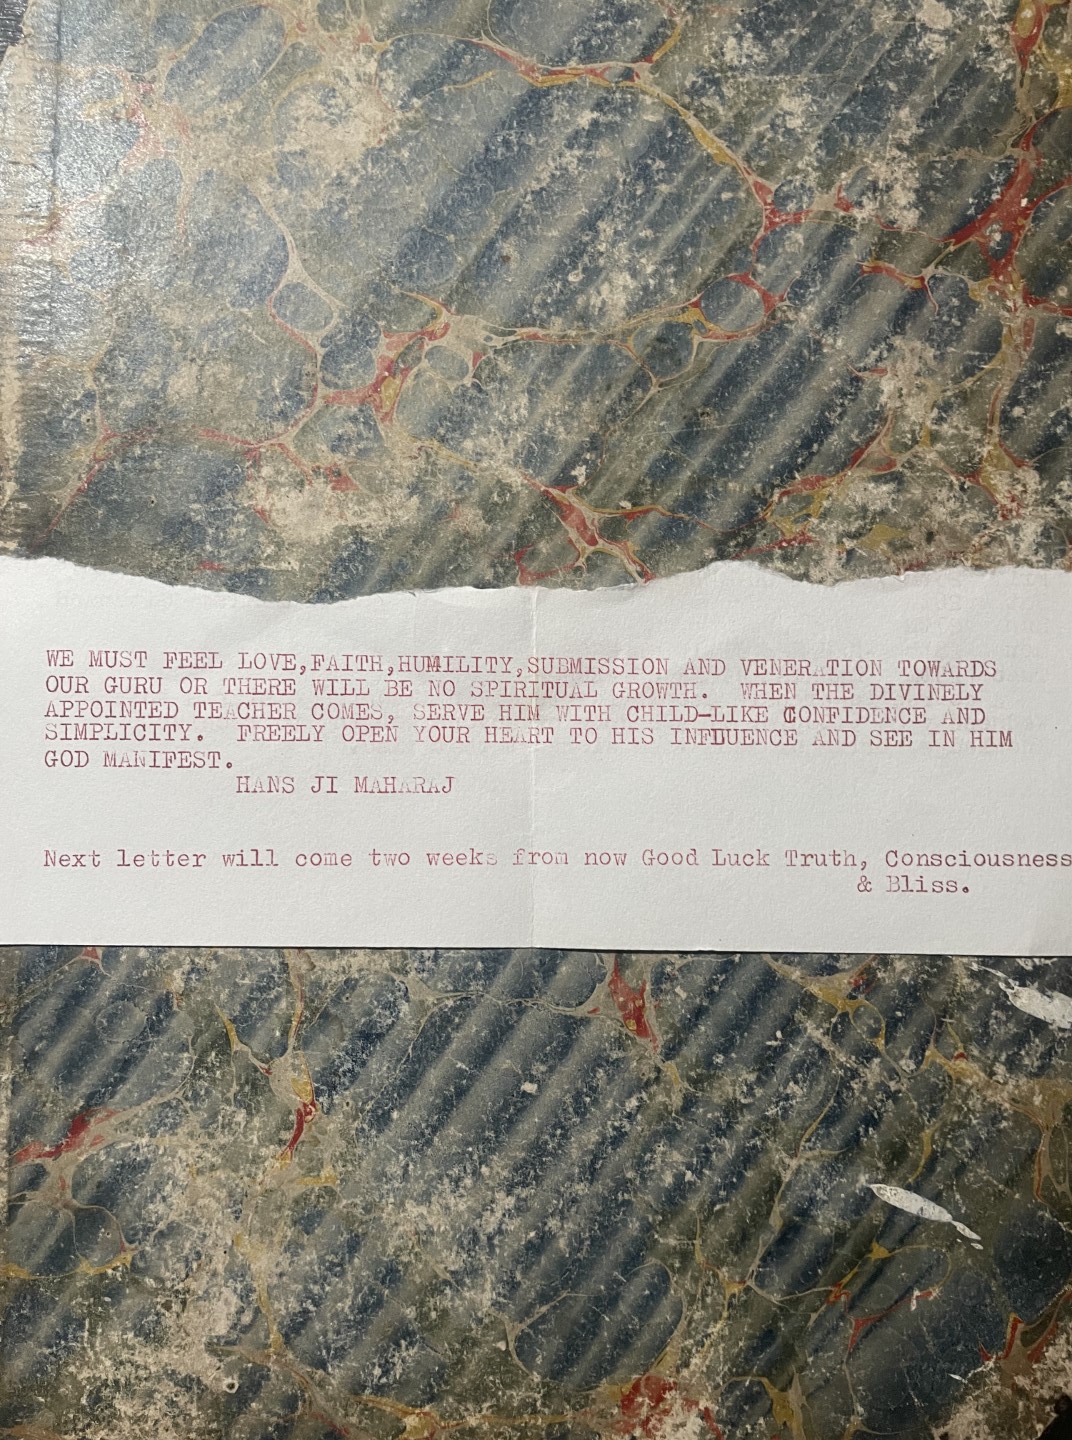 WE MUST FEEL LOVE,FAITH,HUMILITY,SUBMISSION AND VENERATION TOWARDS
OUR GURU OR THERE WILL BE NO SPIRITUAL GROWTH.  WHEN THE DIVINELY
APPOINTED TEACHER COMES, SERVE HIM WITH CHILD-LIKE CONFIDENCE AND
SIMPLICITY.  FREELY OPEN YOUR HEART TO HIS INFLUENCE AND SEE IN HIM
GOD MANIFEST.
HANS JI MAHARAJ
Next letter will come two weeks from now Good Luck Truth, Consciousness
& Bliss.